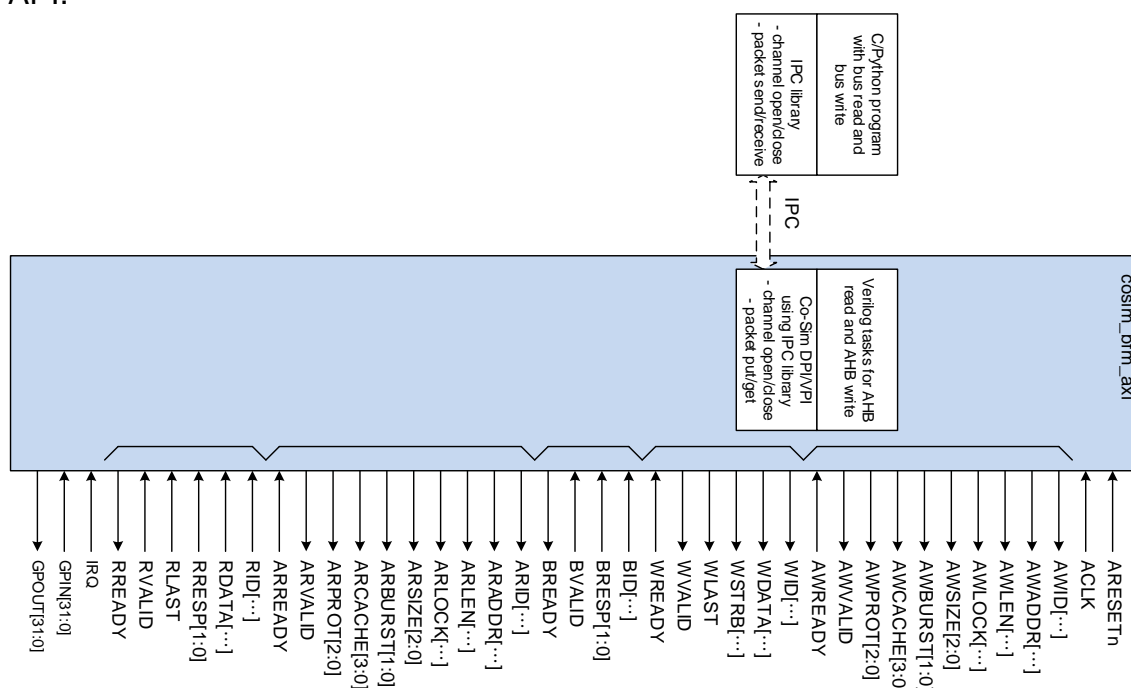 API.
C/Python program
with bus read and
bus write
IPC library
- channel open/close
- packet send/receive
IPC
cosim_bfm_axi
Verilog tasks for AHB
read and AHB write
Co-Sim DPI/VPI
using IPC library
- channel open/close
- packet put/get
ARESETn
ACLK
AWID[⋯]
AWADDR[⋯]
AWLEN[⋯]
AWLOCK[⋯]
AWSIZE[2:0]
AWBURST[1:0]
AWCACHE[3:0]
AWPROT[2:0]
AWVALID
AWREADY
WID[⋯]
WDATA[⋯]
WSTRB[⋯]
WLAST
WVALID
WREADY
BID[⋯]
BRESP[1:0]
BVALID
BREADY
ARID[⋯]
ARADDR[⋯]
ARLEN[⋯]
ARLOCK[⋯]
ARSIZE[2:0]
ARBURST[1:0]
ARCACHE[3:0]
ARPROT[2:0]
ARVALID
ARREADY
RID[⋯]
RDATA[⋯]
RRESP[1:0]
RLAST
RVALID
RREADY
IRQ
GPIN[31:0]
GPOUT[31:0]